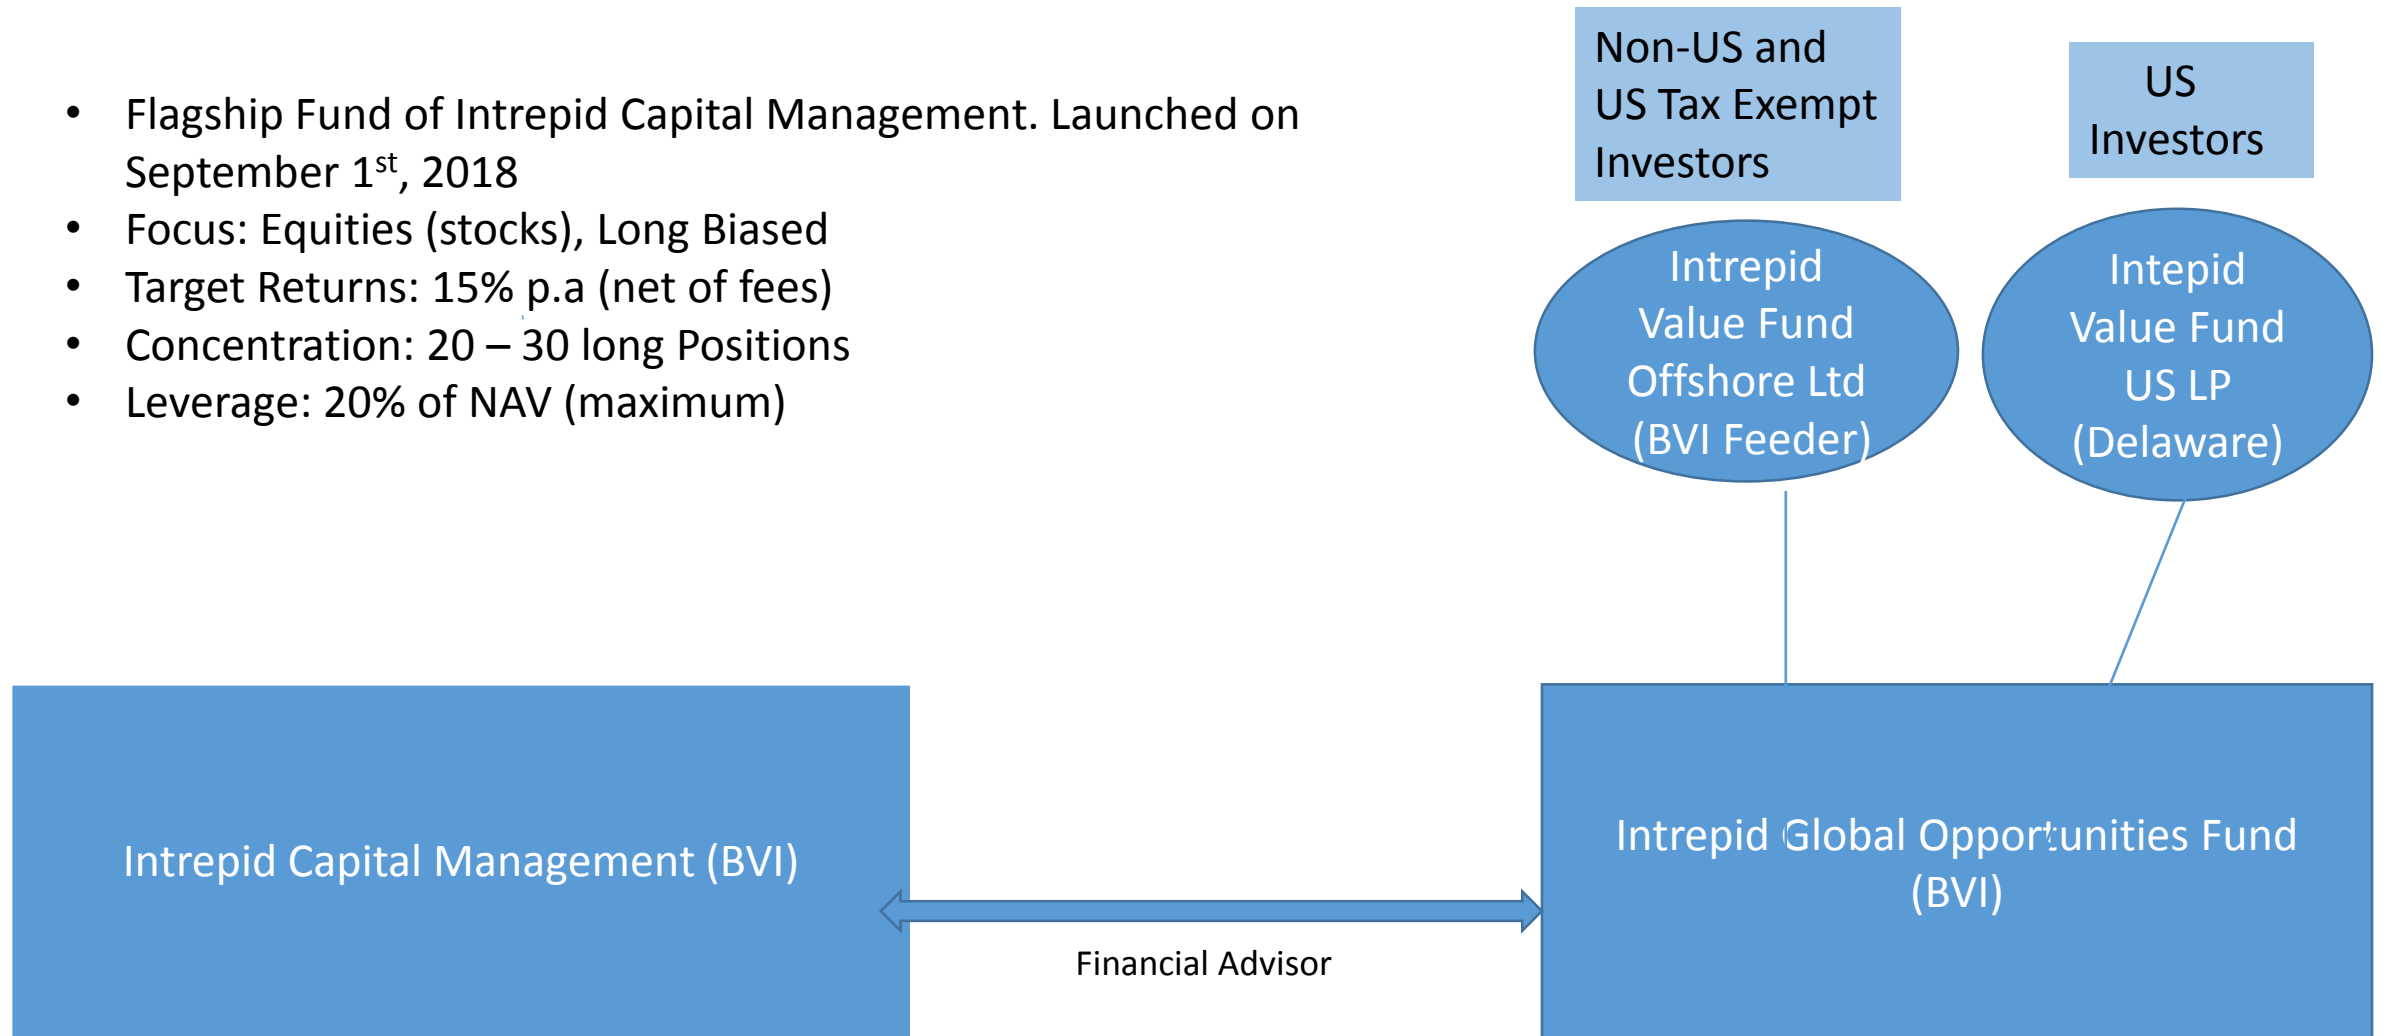 • Flagship Fund of Intrepid Capital Management. Launched on
September 1st, 2018
• Focus: Equities (stocks), Long Biased
• Target Returns: 15% p.a (net of fees)
• Concentration: 20 – 30 long Positions
• Leverage: 20% of NAV (maximum)
Non-US and
US Tax Exempt
Investors
US
Investors
Intrepid
Value Fund
Offshore Ltd
(BVI Feeder)
Intepid
Value Fund
US LP
(Delaware)
Intrepid Capital Management (BVI)
Financial Advisor
Intrepid Global Opportunities Fund
(BVI)